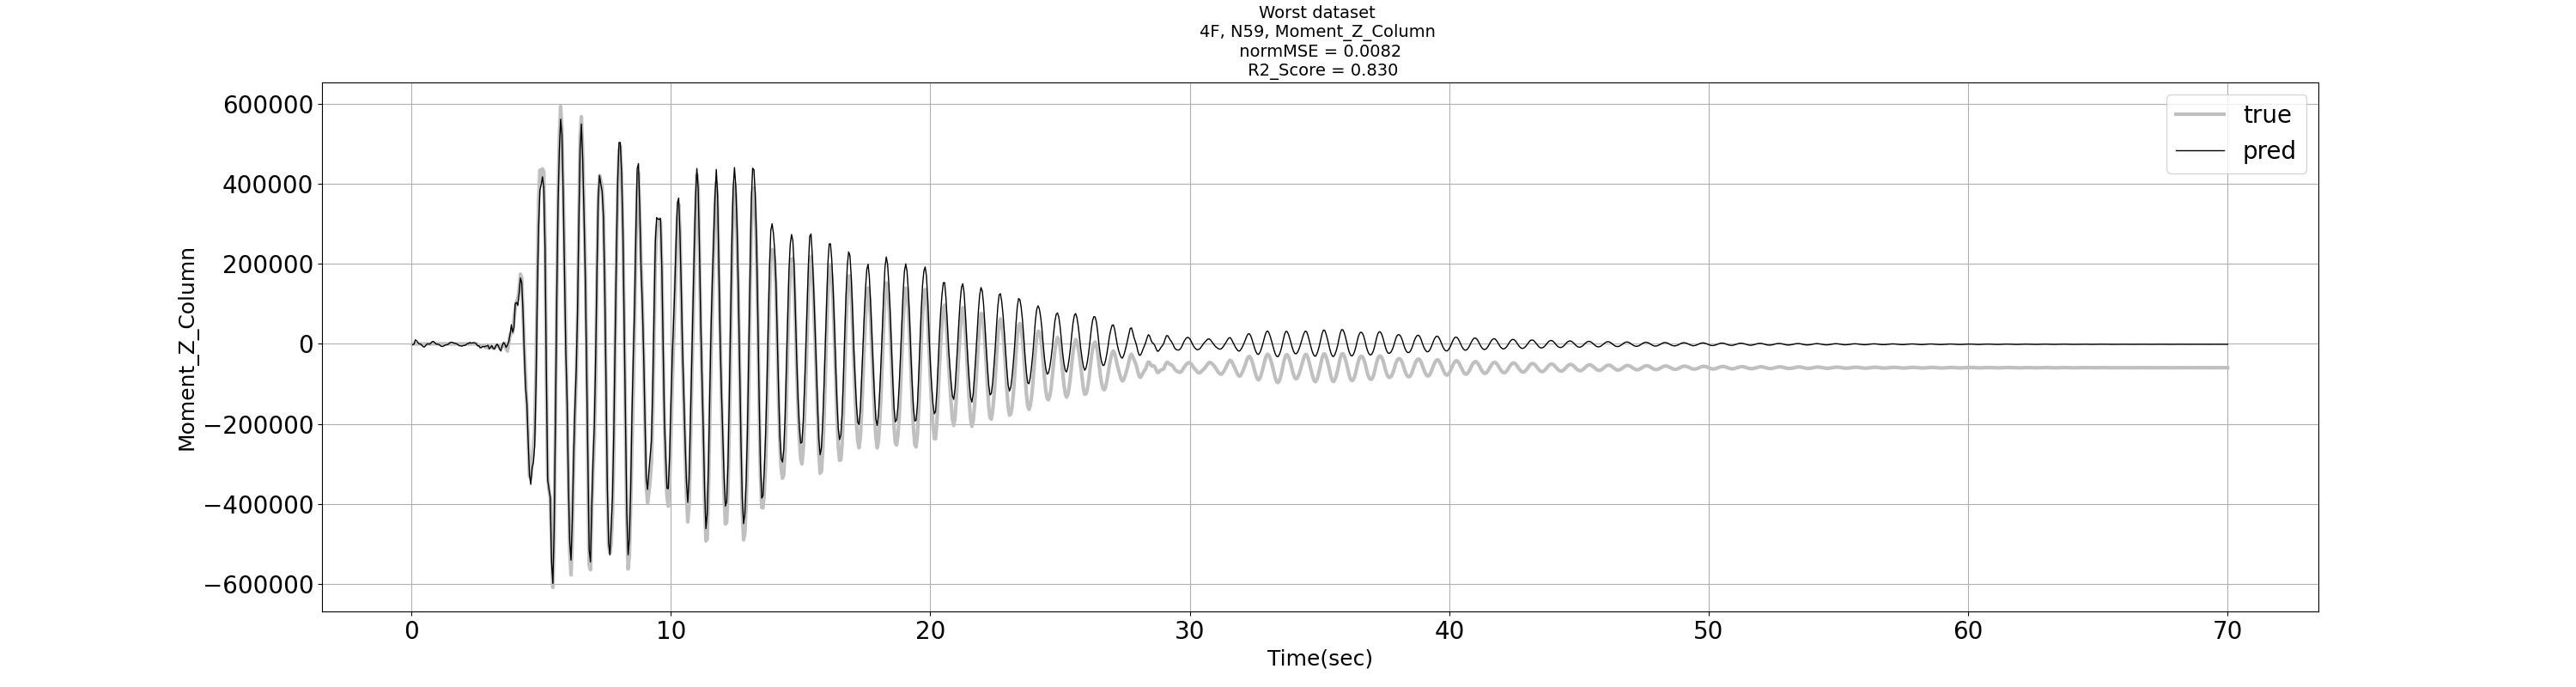 Worst dataset
4F, N59, Moment_Z_Column
normMSE = 0.0082
R2_Score = 0.830
600000
400000
200000
0
−200000
−400000
−600000
Moment_Z_Column
true
pred
0 10 20 30 40 50 60 70
Time(sec)